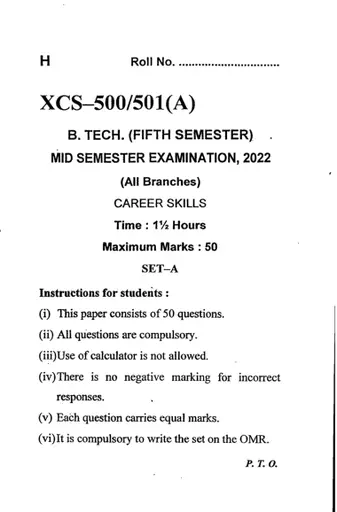 H Roll No. ...............................
XCS–500/501(A)
B. TECH. (FIFTH SEMESTER)
MID SEMESTER EXAMINATION, 2022
(All Branches)
CAREER SKILLS
Time : 1½ Hours
Maximum Marks : 50
SET–A
Instructions for students :
(i) This paper consists of 50 questions.
(ii) All questions are compulsory.
(iii)Use of calculator is not allowed.
(iv)There is no negative marking for incorrect
responses.
(v) Each question carries equal marks.
(vi)It is compulsory to write the set on the OMR.
P. T. O.